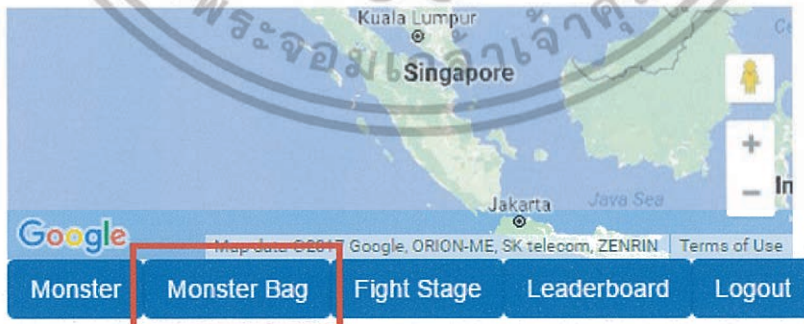 Kuala Lumpur
พระจอมเกล้าเจ้าคุ
Singapore
Jakarta
Java Sea
Google
Map data ©2017 Google, ORION-ME, SK telecom, ZENRIN Terms of Use
Monster Monster Bag Fight Stage Leaderboard Logout